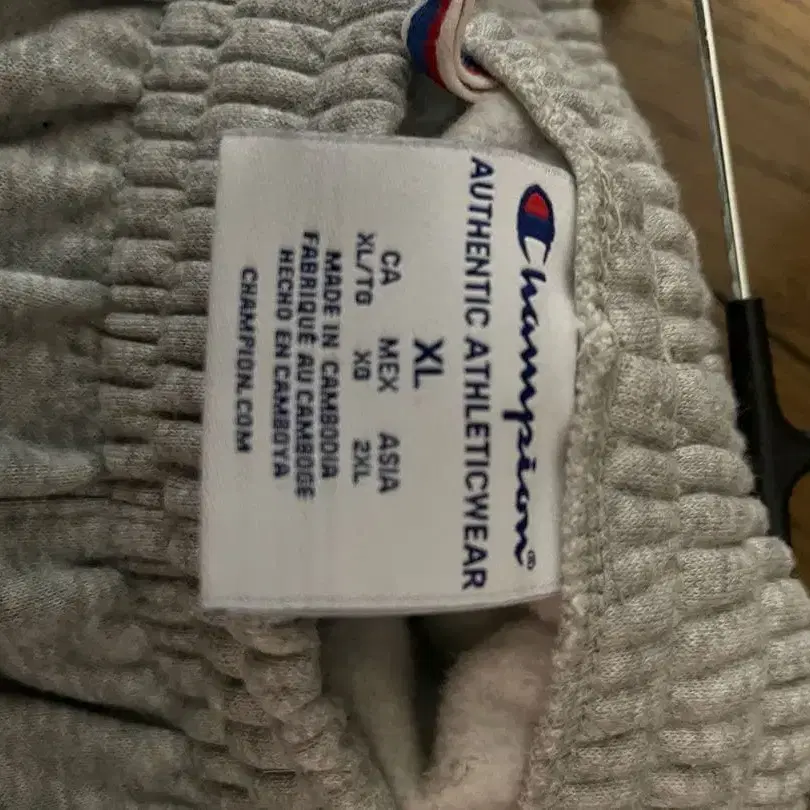 Champion®
AUTHENTIC ATHLETICWEAR
XL
CA MEX ASIA
XL/TG XG 2XL
MADE IN CAMBODIA
FABRIQUÉ AU CAMBOGE
HECHO EN CAMBOYA
CHAMPION.COM